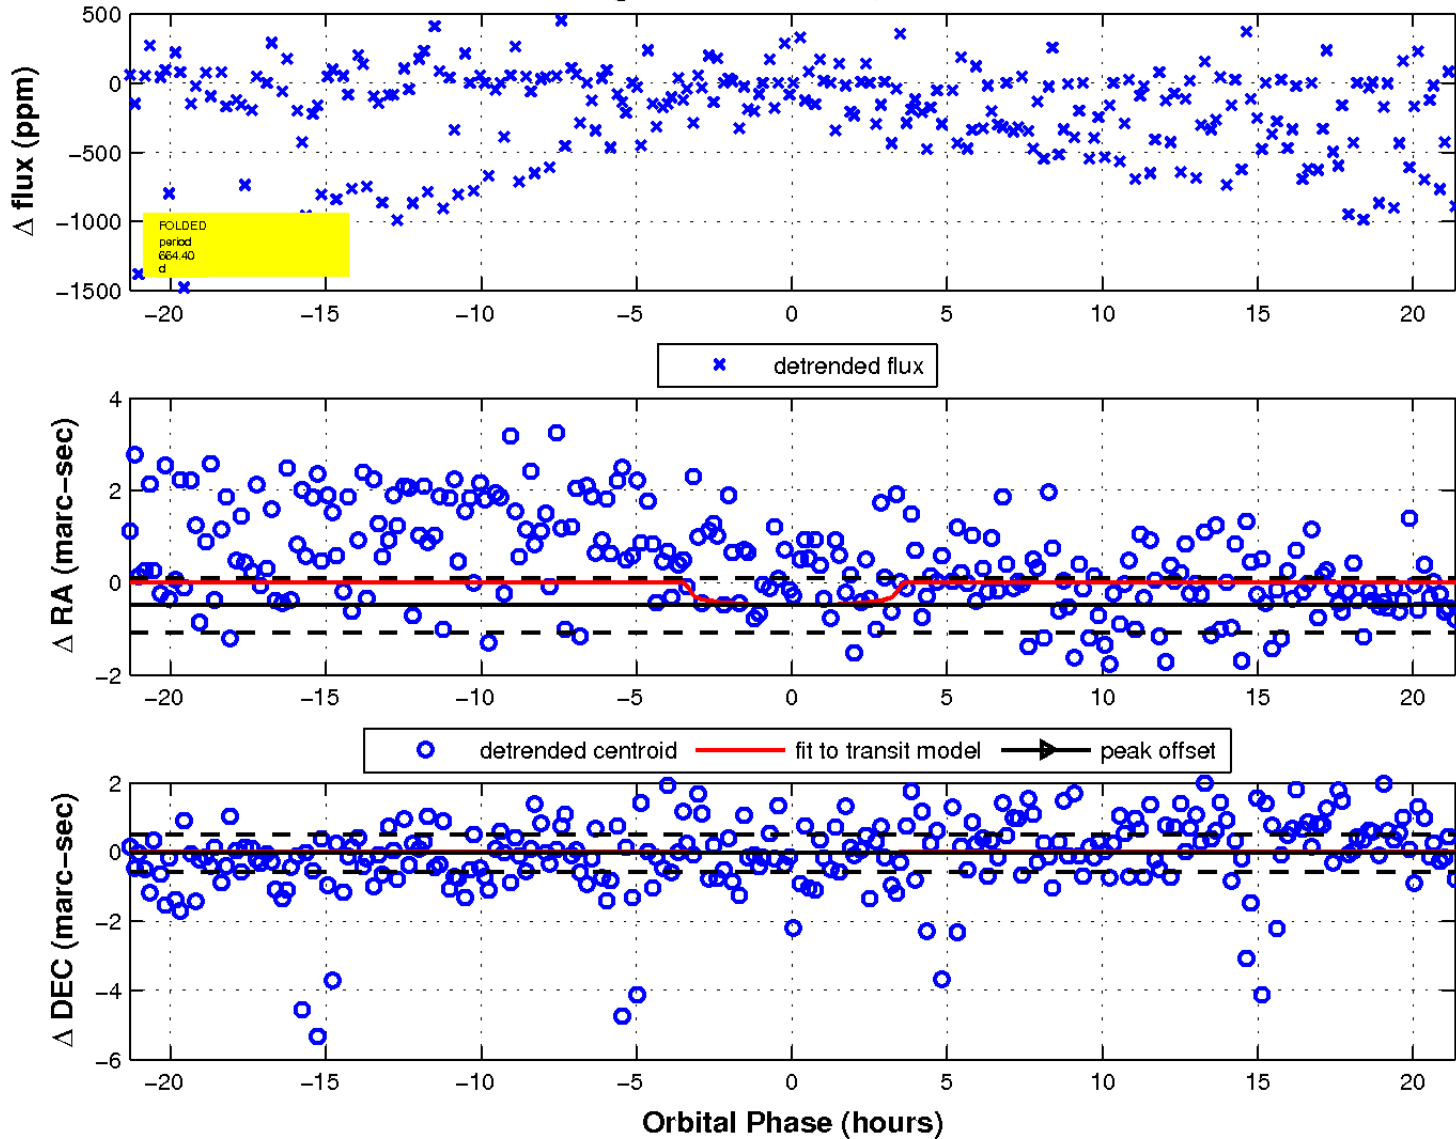 500
0
−500
−1000
−1500
Δ flux (ppm)
FOLDED
period
664.40
d
−20 −15 −10 −5 0 5 10 15 20
detrended flux
4
2
0
−2
Δ RA (marc−sec)
−20 −15 −10 −5 0 5 10 15 20
detrended centroid fit to transit model peak offset
2
0
−2
−4
−6
Δ DEC (marc−sec)
−20 −15 −10 −5 0 5 10 15 20
Orbital Phase (hours)